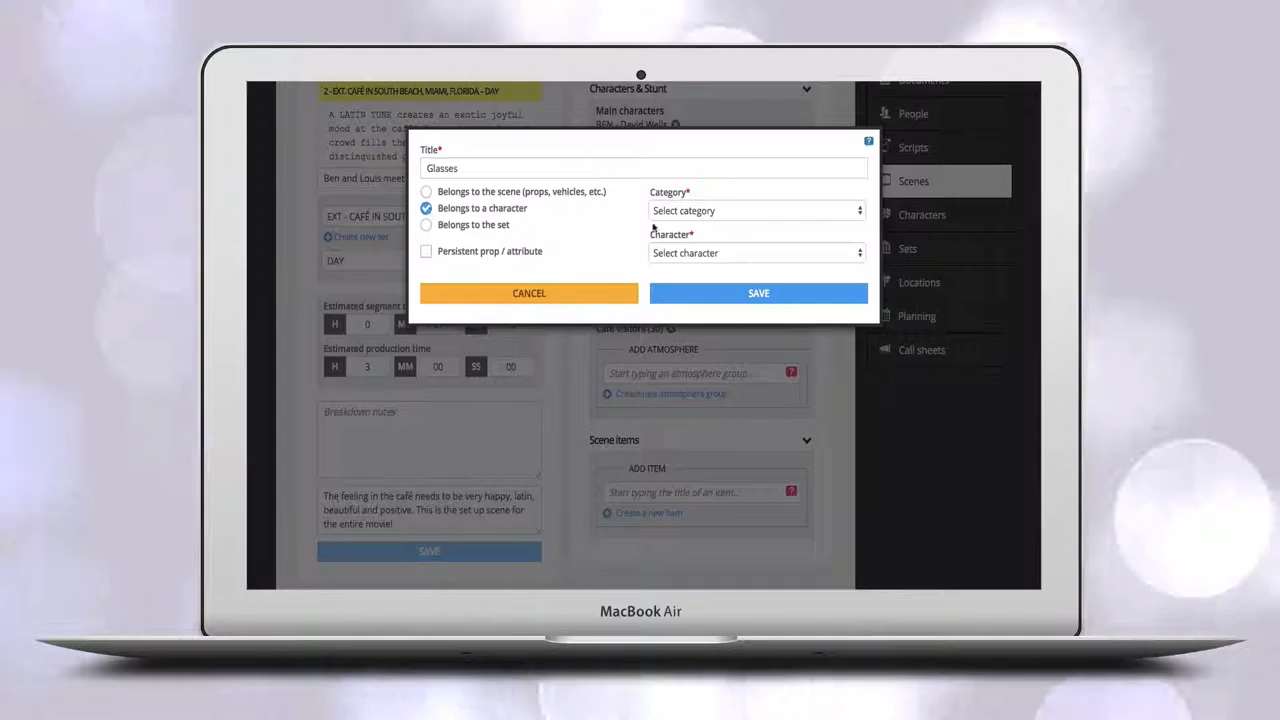 2 - EXT. CAFÉ IN SOUTH BEACH, MIAMI, FLORIDA - DAY
A LATIN TUNE creates an exotic joyful
mood at the caf
crowd fills th
distinguished
Ben and Louis meet
EXT - CAFÉ IN SOUT
Create new set
DAY
Estimated segment
H 0 M
Estimated production time
H 3 MM 00 SS 00
Breakdown notes
The feeling in the café needs to be very happy, latin,
beautiful and positive. This is the set up scene for
the entire movie!
SAVE
Characters & Stunt
Main characters
BEN - David Wells
Title*
Glasses
Belongs to the scene (props, vehicles, etc.)
Belongs to a character
Belongs to the set
Persistent prop / attribute
Category*
Select category
Character*
Select character
CANCEL
SAVE
Café visitors (30)
ADD ATMOSPHERE
Start typing an atmosphere group...
Create new atmosphere group
Scene items
ADD ITEM
Start typing the title of an item...
Create a new item
Documents
People
Scripts
Scenes
Characters
Sets
Locations
Planning
Call sheets
MacBook Air